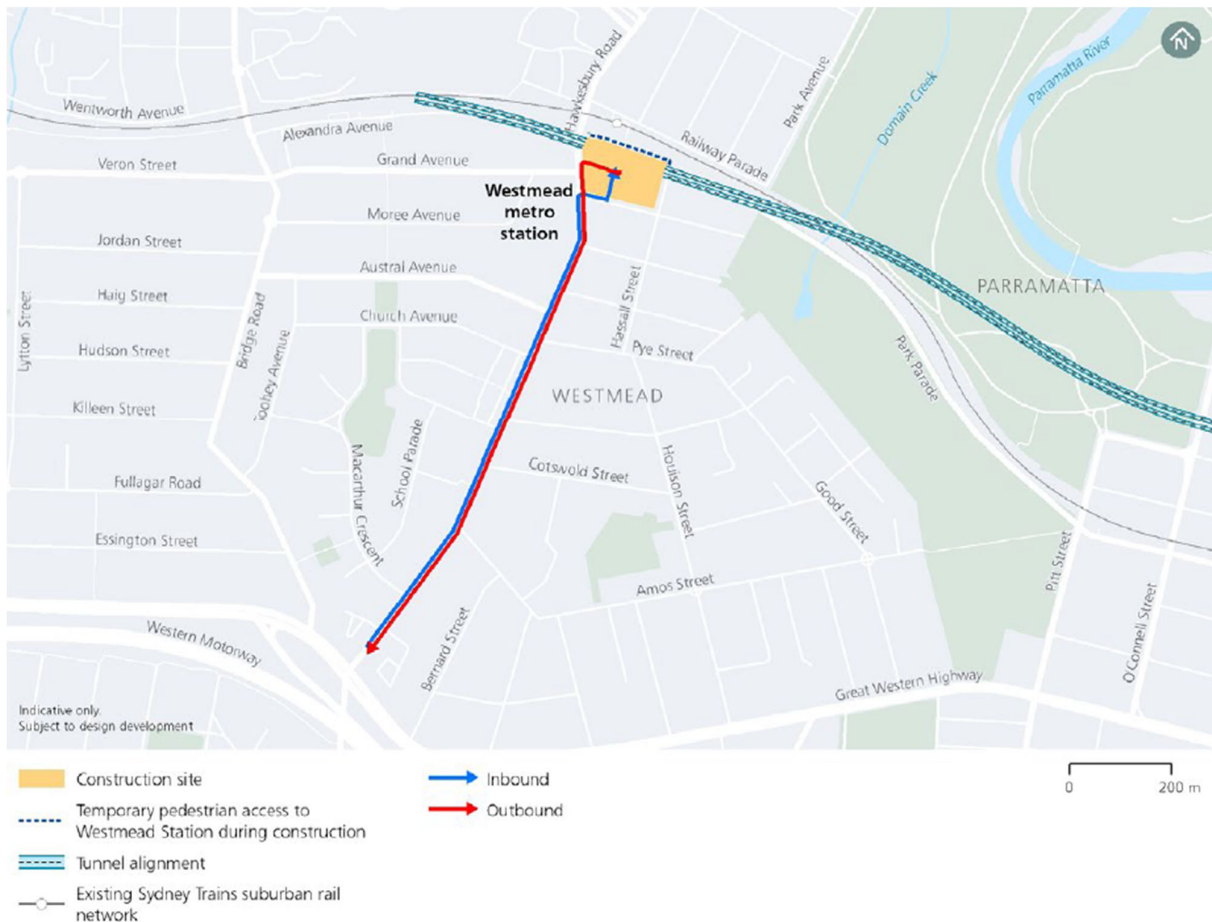 N
Hawkesbury Road
Park Avenue
Domain Creek
Parramatta River
Wentworth Avenue
Alexandra Avenue
Railway Parade
Veron Street
Grand Avenue
Westmead
metro
station
Moree Avenue
Jordan Street
Austral Avenue
PARRAMATTA
Lytton Street
Haig Street
Bridge Road
Church Avenue
Hassall Street
Pye Street
Park Parade
Hudson Street
Toohey Avenue
WESTMEAD
Killeen Street
School Parade
Macarthur Crescent
Cotswold Street
Houison Street
Good Street
Fullagar Road
Essington Street
Amos Street
Pitt Street
O'Connell Street
Western Motorway
Bernard Street
Great Western Highway
Indicative only.
Subject to design development
Construction site
Temporary pedestrian access to
Westmead Station during construction
Tunnel alignment
Existing Sydney Trains suburban rail
network
Inbound
Outbound
0 200 m